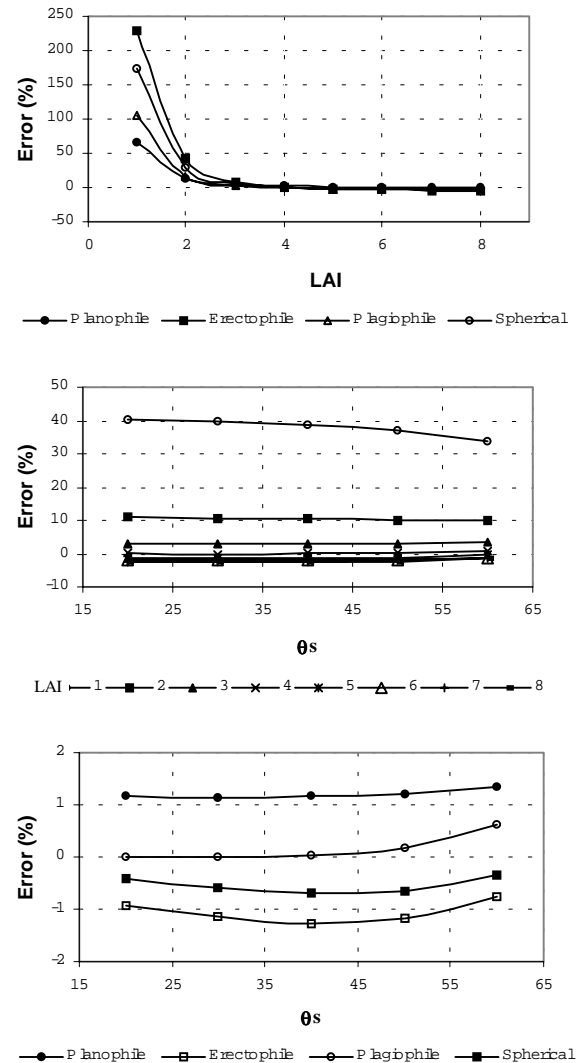 250
200
150
100
50
0
-50
Error (%)
0 2 4 6 8
LAI
Planophile Erectophile Plagiophile Spherical
50
40
30
20
10
0
-10
Error (%)
15 25 35 45 55 65
θs
LAI 1 2 3 4 5 6 7 8
2
1
0
-1
-2
Error (%)
15 25 35 45 55 65
θs
Planophile Erectophile Plagiophile Spherical